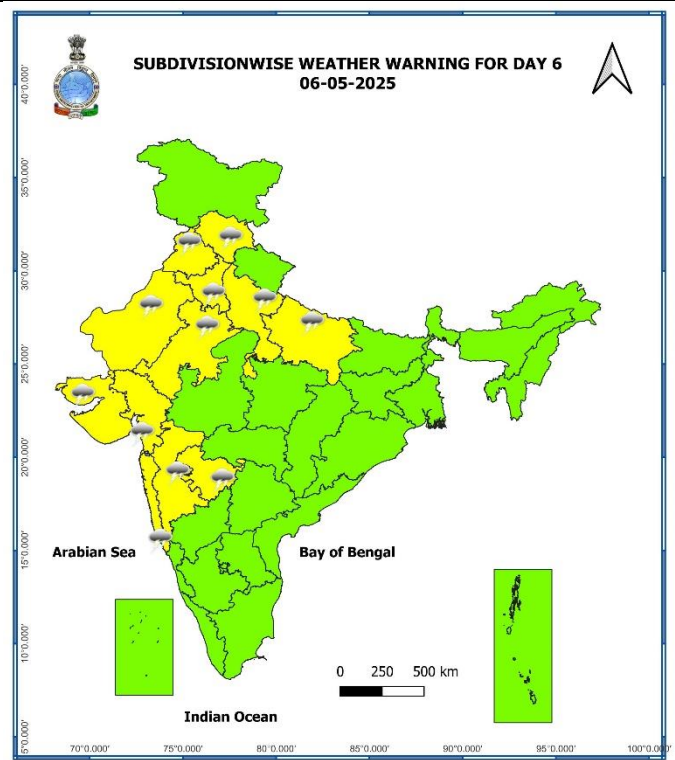 SUBDIVISIONWISE WEATHER WARNING FOR DAY 6
06-05-2025
40°0.000'
35°0.000'
30°0.000'
25°0.000'
20°0.000'
15°0.000'
10°0.000'
5°0.000'
Arabian Sea
Bay of Bengal
0 250 500 km
Indian Ocean
70°0.000' 75°0.000' 80°0.000' 85°0.000' 90°0.000' 95°0.000' 100°0.000'